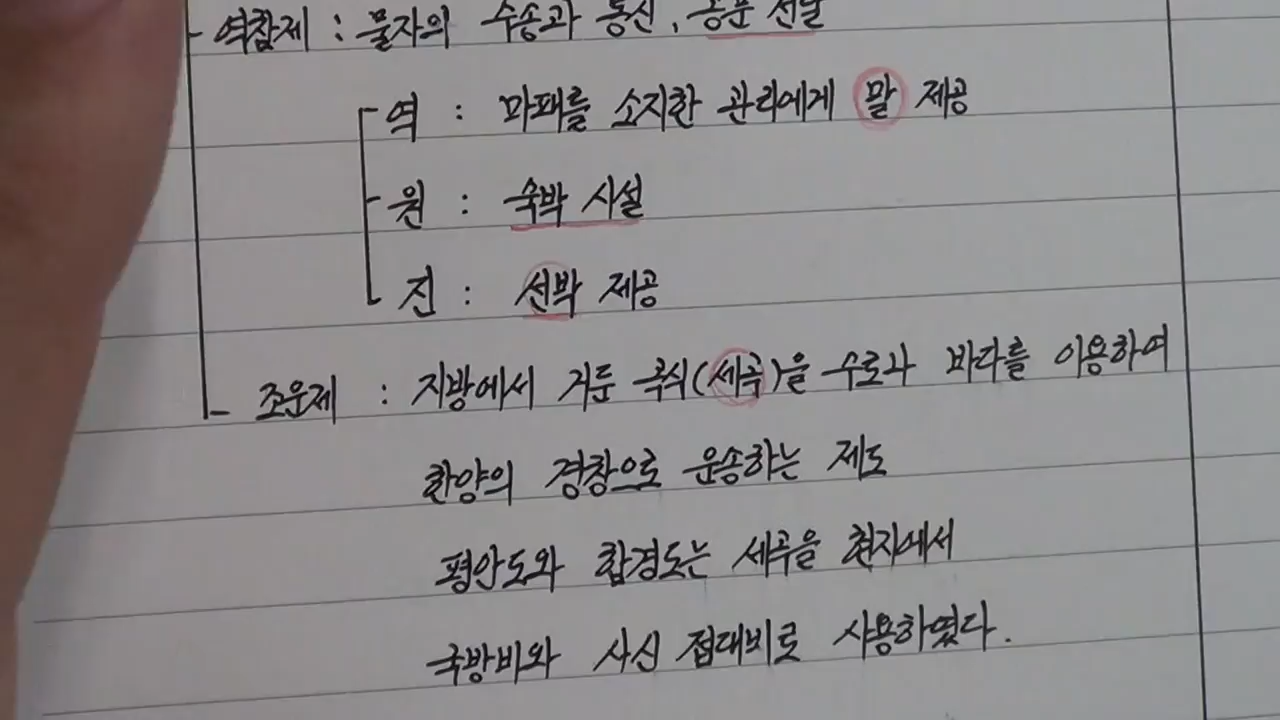 - 역참제 : 물자의 수송과 통신, 공문 전달
역 : 마패를 소지한 관리에게 말 제공
원 : 숙박 시설
진 : 선박 제공
- 조운제 : 지방에서 거둔 곡식(세곡)을 수로나 바다를 이용하여
한양의 경창으로 운송하는 제도
평안도와 함경도는 세곡을 현지에서
국방비와 사신 접대비로 사용하였다.